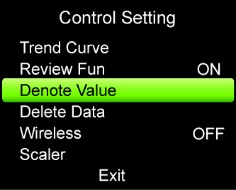 Control Setting
Trend Curve
Review Fun ON
Denote Value
Delete Data
Wireless OFF
Scaler
Exit